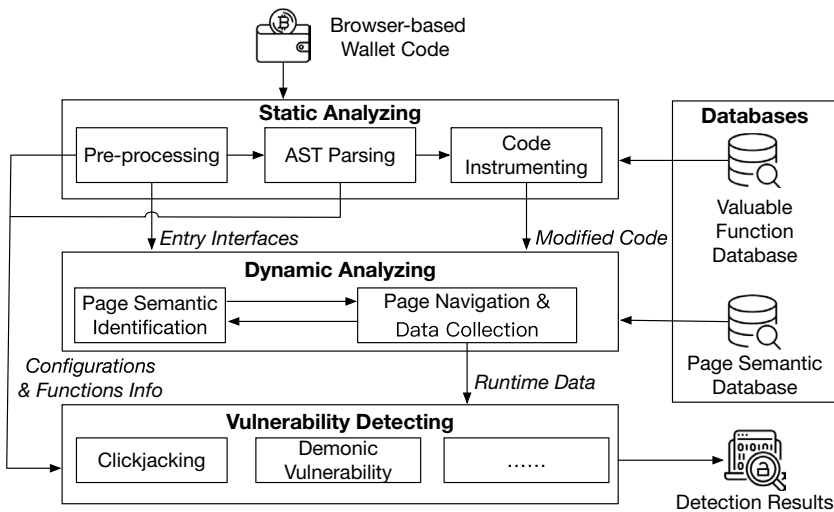 Browser-based
Wallet Code
Static Analyzing
Pre-processing
AST Parsing
Code
Instrumenting
Databases
Valuable
Function
Database
Entry Interfaces
Modified Code
Dynamic Analyzing
Page Semantic
Identification
Page Navigation &
Data Collection
Page Semantic
Database
Configurations
& Functions Info
Runtime Data
Vulnerability Detecting
Clickjacking
Demonic
Vulnerability
......
0101
Detection Results